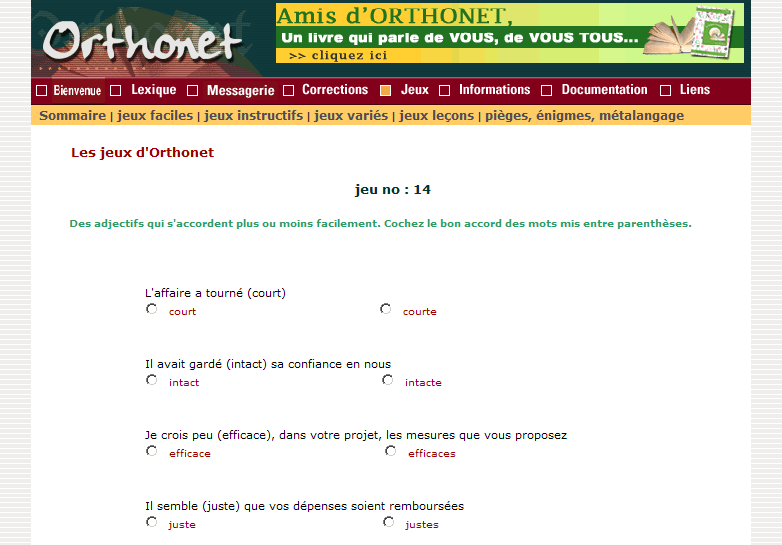 Orthonet
Amis d'ORTHONET,
Un livre qui parle de VOUS, de VOUS TOUS...
>> cliquez ici
Bienvenue Lexique Messagerie Corrections Jeux Informations Documentation Liens
Sommaire | jeux faciles | jeux instructifs | jeux variés | jeux leçons | pièges, énigmes, métalangage
Les jeux d'Orthonet
jeu no : 14
Des adjectifs qui s'accordent plus ou moins facilement. Cochez le bon accord des mots mis entre parenthèses.
L'affaire a tourné (court)
court courte
Il avait gardé (intact) sa confiance en nous
intact intacte
Je crois peu (efficace), dans votre projet, les mesures que vous proposez
efficace efficaces
Il semble (juste) que vos dépenses soient remboursées
juste justes